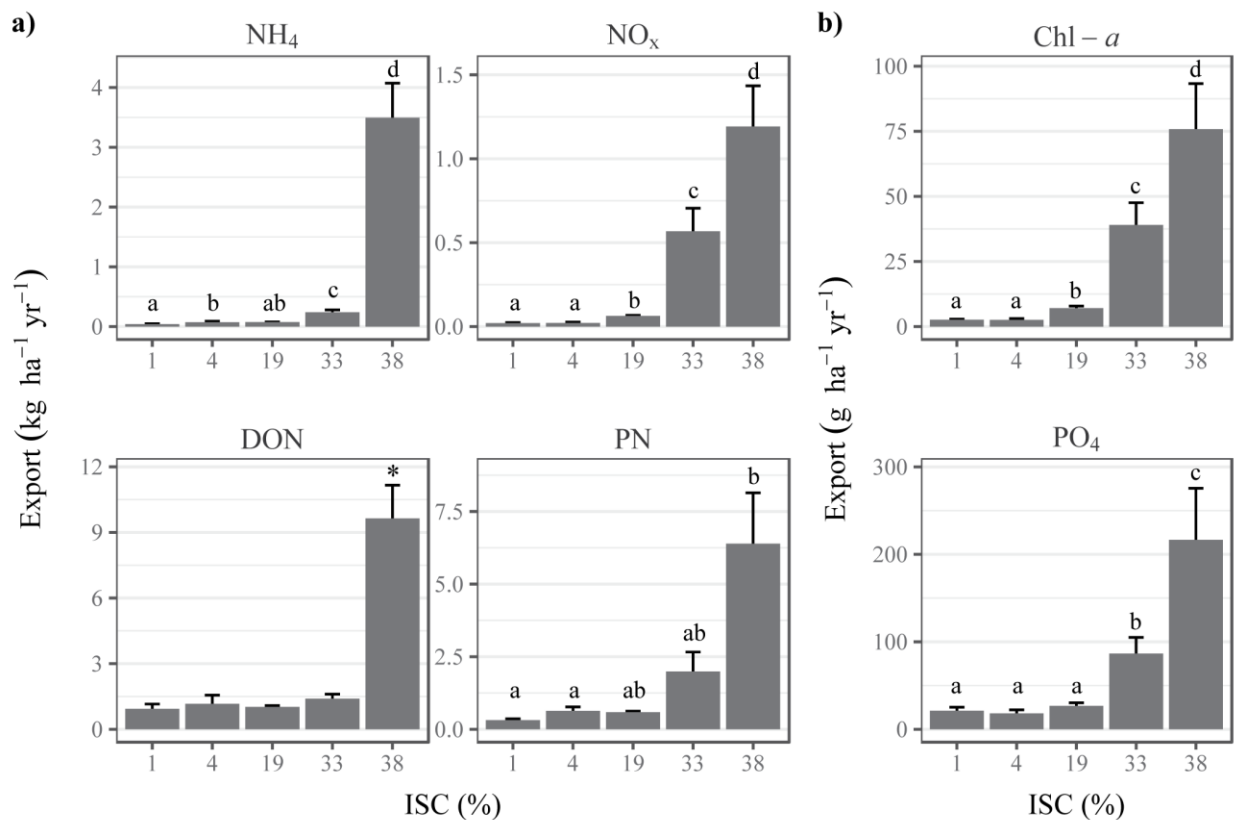 a)
NH₄
4
3
2
1
0
a b ab c d
1 4 19 33 38
NOₓ
1.5
1.0
0.5
0.0
a a b c d
1 4 19 33 38
DON
12
9
6
3
0
*
1 4 19 33 38
PN
7.5
5.0
2.5
0.0
a a ab ab b
1 4 19 33 38
Export (kg ha⁻¹ yr⁻¹)
ISC (%)
b)
Chl – a
100
75
50
25
0
a a b c d
1 4 19 33 38
PO₄
300
200
100
0
a a a b c
1 4 19 33 38
Export (g ha⁻¹ yr⁻¹)
ISC (%)